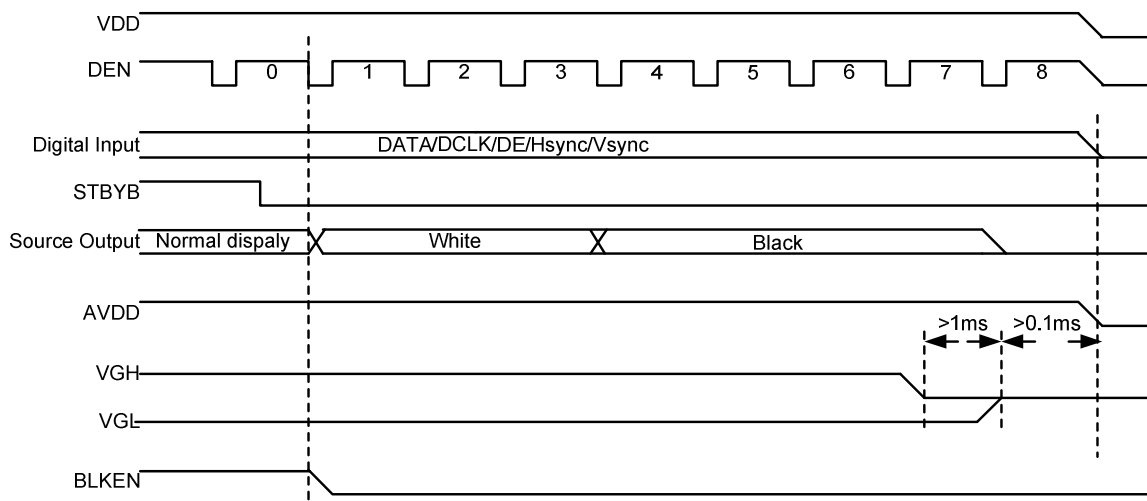 VDD
DEN
0 1 2 3 4 5 6 7 8
Digital Input
DATA/DCLK/DE/Hsync/Vsync
STBYB
Source Output
Normal dispaly
White
Black
AVDD
>1ms
>0.1ms
VGH
VGL
BLKEN